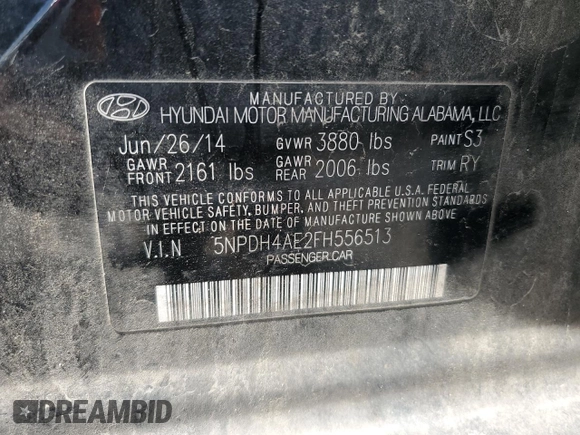 MANUFACTURED BY
HYUNDAI MOTOR MANUFACTURING ALABAMA, LLC
Jun/26/14 GVWR 3880 lbs PAINT S3
GAWR FRONT 2161 lbs GAWR REAR 2006 lbs TRIM RY
THIS VEHICLE CONFORMS TO ALL APPLICABLE U.S.A. FEDERAL
MOTOR VEHICLE SAFETY, BUMPER, AND THEFT PREVENTION
STANDARDS IN EFFECT ON THE DATE OF MANUFACTURE SHOWN ABOVE.
V.I.N 5NPDH4AE2FH556513
PASSENGER CAR
DREAMBID